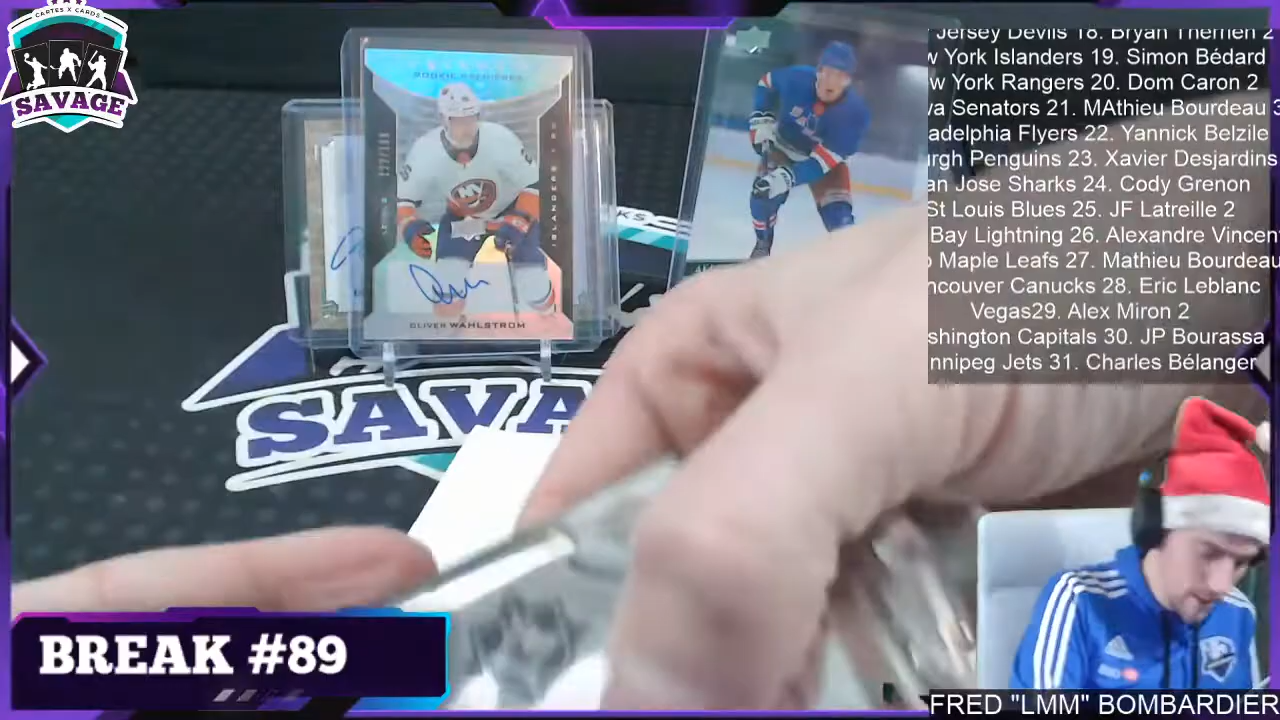 CARTES X CARDS
SAVAGE
ROOKIE PREMIERES
ISLANDERS
OLIVER WAHLSTROM
SAVA
Jersey Devils 18. Bryan Themen 2
w York Islanders 19. Simon Bédard
w York Rangers 20. Dom Caron 2
wa Senators 21. MAthieu Bourdeau 3
adelphia Flyers 22. Yannick Belzile
urgh Penguins 23. Xavier Desjardins
an Jose Sharks 24. Cody Grenon
St Louis Blues 25. JF Latreille 2
Bay Lightning 26. Alexandre Vincent
o Maple Leafs 27. Mathieu Bourdeau
ncouver Canucks 28. Eric Leblanc
Vegas29. Alex Miron 2
shington Capitals 30. JP Bourassa
nnipeg Jets 31. Charles Bélanger
BREAK #89
FRED "LMM" BOMBARDIER